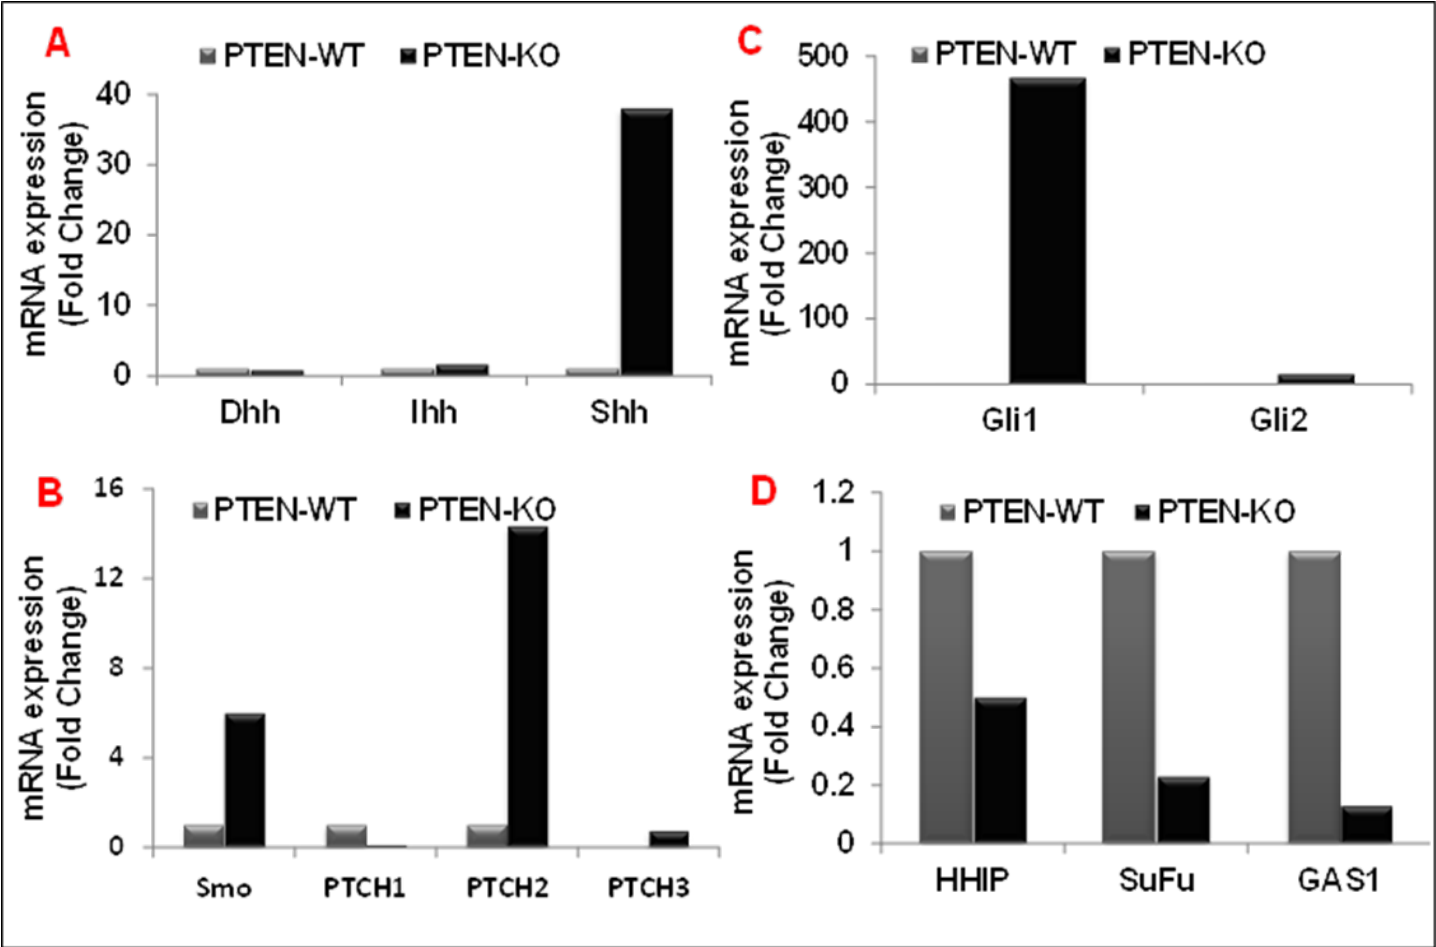 A
PTEN-WT PTEN-KO
mRNA expression
(Fold Change)
40
30
20
10
0
Dhh Ihh Shh
C
PTEN-WT PTEN-KO
mRNA expression
(Fold Change)
500
400
300
200
100
0
Gli1 Gli2
B
PTEN-WT PTEN-KO
mRNA expression
(Fold Change)
16
12
8
4
0
Smo PTCH1 PTCH2 PTCH3
D
PTEN-WT PTEN-KO
mRNA expression
(Fold Change)
1.2
1
0.8
0.6
0.4
0.2
0
HHIP SuFu GAS1